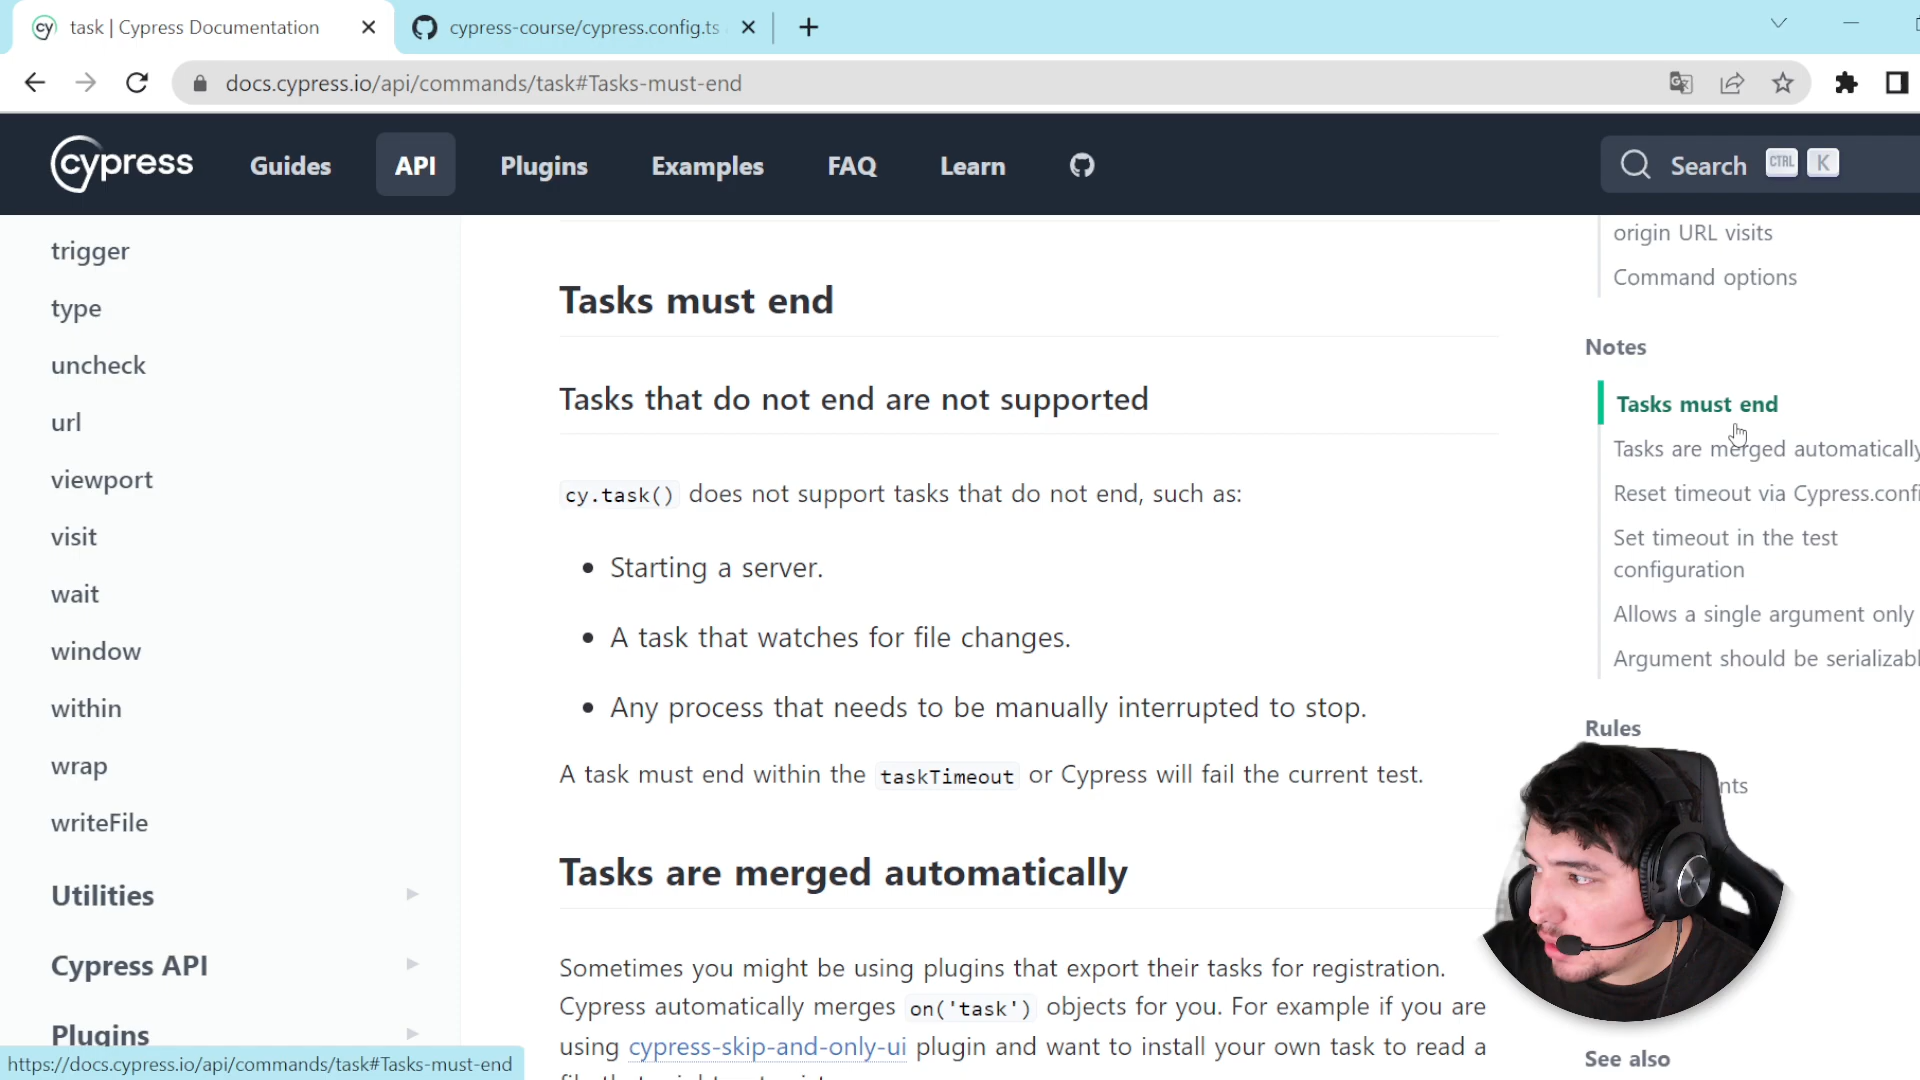 cy task | Cypress Documentation
cypress-course/cypress.config.ts
docs.cypress.io/api/commands/task#Tasks-must-end
cypress Guides API Plugins Examples FAQ Learn
Search CTRL K
trigger
type
uncheck
url
viewport
visit
wait
window
within
wrap
writeFile
Utilities
Cypress API
Plugins
https://docs.cypress.io/api/commands/task#Tasks-must-end
Tasks must end
Tasks that do not end are not supported
cy.task() does not support tasks that do not end, such as:
• Starting a server.
• A task that watches for file changes.
• Any process that needs to be manually interrupted to stop.
A task must end within the taskTimeout or Cypress will fail the current test.
Tasks are merged automatically
Sometimes you might be using plugins that export their tasks for registration.
Cypress automatically merges on('task') objects for you. For example if you are
using cypress-skip-and-only-ui plugin and want to install your own task to read a
origin URL visits
Command options
Notes
Tasks must end
Tasks are merged automatically
Reset timeout via Cypress.confi
Set timeout in the test
configuration
Allows a single argument only
Argument should be serializabl
Rules
nts
See also